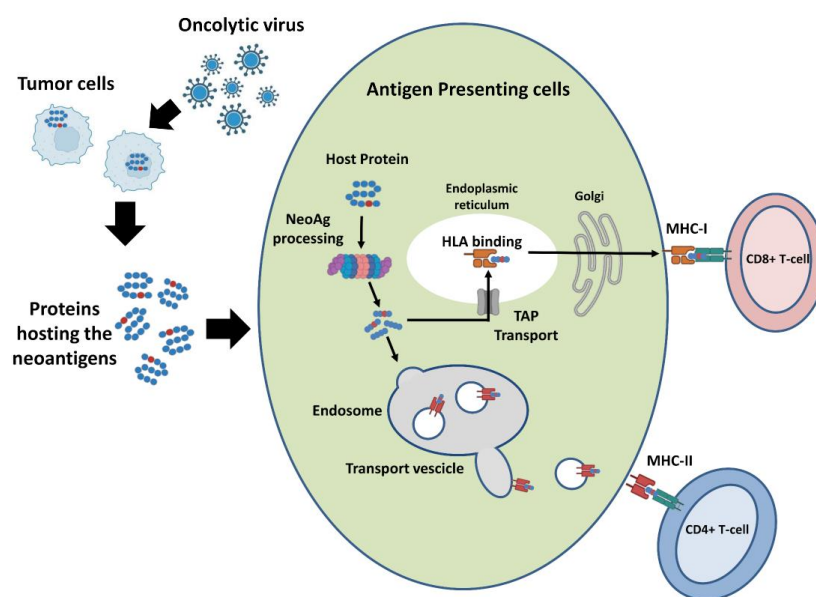 Oncolytic virus
Tumor cells
Antigen Presenting cells
Host Protein
Endoplasmic
reticulum
Golgi
NeoAg
processing
HLA binding
MHC-I
CD8+ T-cell
Proteins
hosting the
neoantigens
TAP
Transport
Endosome
Transport vescicle
MHC-II
CD4+ T-cell